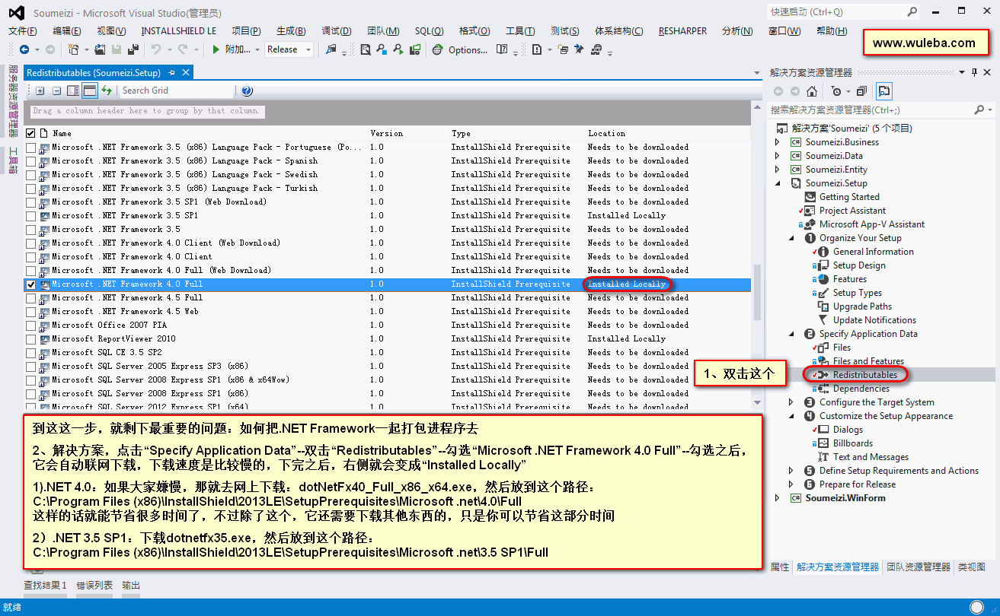 Soumeizi - Microsoft Visual Studio(管理员)
快速启动 (Ctrl+Q)
文件(F) 编辑(E) 视图(V) INSTALLSHIELD LE 项目(P) 生成(B) 调试(D) 团队(M) SQL(Q) 格式(O) 工具(T) 测试(S) 体系结构(C) RESHARPER 分析(N) 窗口(W) 帮助(H)
www.wuleba.com
附加... Release Options...
服务器资源管理器
工具箱
Redistributables (Soumeizi.Setup)
Search Grid
Drag a column header here to group by that column.
Name Version Type Location
Microsoft .NET Framework 3.5 (x86) Language Pack - Portuguese (Po... 1.0 InstallShield Prerequisite Needs to be downloaded
Microsoft .NET Framework 3.5 (x86) Language Pack - Spanish 1.0 InstallShield Prerequisite Needs to be downloaded
Microsoft .NET Framework 3.5 (x86) Language Pack - Swedish 1.0 InstallShield Prerequisite Needs to be downloaded
Microsoft .NET Framework 3.5 (x86) Language Pack - Turkish 1.0 InstallShield Prerequisite Needs to be downloaded
Microsoft .NET Framework 3.5 SP1 (Web Download) 1.0 InstallShield Prerequisite Needs to be downloaded
Microsoft .NET Framework 3.5 SP1 1.0 InstallShield Prerequisite Installed Locally
Microsoft .NET Framework 3.5 1.0 InstallShield Prerequisite Needs to be downloaded
Microsoft .NET Framework 4.0 Client (Web Download) 1.0 InstallShield Prerequisite Needs to be downloaded
Microsoft .NET Framework 4.0 Client 1.0 InstallShield Prerequisite Needs to be downloaded
Microsoft .NET Framework 4.0 Full (Web Download) 1.0 InstallShield Prerequisite Needs to be downloaded
Microsoft .NET Framework 4.0 Full 1.0 InstallShield Prerequisite Installed Locally
Microsoft .NET Framework 4.5 Full 1.0 InstallShield Prerequisite Needs to be downloaded
Microsoft .NET Framework 4.5 Web 1.0 InstallShield Prerequisite Needs to be downloaded
Microsoft Office 2007 PIA 1.0 InstallShield Prerequisite Needs to be downloaded
Microsoft ReportViewer 2010 1.0 InstallShield Prerequisite Installed Locally
Microsoft SQL CE 3.5 SP2 1.0 InstallShield Prerequisite Needs to be downloaded
Microsoft SQL Server 2005 Express SP3 (x86) 1.0 InstallShield Prerequisite Needs to be downloaded
Microsoft SQL Server 2008 Express SP1 (x86 & x64Wow) 1.0 InstallShield Prerequisite Needs to be downloaded
Microsoft SQL Server 2008 Express SP1 (x86) 1.0 InstallShield Prerequisite Needs to be downloaded
Microsoft SQL Server 2012 Express SP1 (x64) 1.0 InstallShield Prerequisite Needs to be downloaded
到这这一步，就剩下最重要的问题：如何把.NET Framework一起打包进程序去
2、解决方案，点击“Specify Application Data”--双击“Redistributables”--勾选“Microsoft .NET Framework 4.0 Full”--勾选之后，
它会自动联网下载，下载速度是比较慢的，下完之后，右侧就会变成“Installed Locally”
1).NET 4.0：如果大家嫌慢，那就去网上下载：dotNetFx40_Full_x86_x64.exe，然后放到这个路径：
C:\Program Files (x86)\InstallShield\2013LE\SetupPrerequisites\Microsoft .net\4.0\Full
这样的话就能节省很多时间了，不过除了这个，它还需要下载其他东西的，只是你可以节省这部分时间
2）.NET 3.5 SP1：下载dotnetfx35.exe，然后放到这个路径：
C:\Program Files (x86)\InstallShield\2013LE\SetupPrerequisites\Microsoft .net\3.5 SP1\Full
1、双击这个
解决方案资源管理器
搜索解决方案资源管理器(Ctrl+;)
解决方案'Soumeizi' (5 个项目)
Soumeizi.Business
Soumeizi.Data
Soumeizi.Entity
Soumeizi.Setup
Getting Started
Project Assistant
Microsoft App-V Assistant
1 Organize Your Setup
General Information
Setup Design
Features
Setup Types
Upgrade Paths
Update Notifications
2 Specify Application Data
Files
Files and Features
Redistributables
Dependencies
3 Configure the Target System
4 Customize the Setup Appearance
Dialogs
Billboards
Text and Messages
5 Define Setup Requirements and Actions
6 Prepare for Release
Soumeizi.WinForm
属性 解决方案资源管理器 团队资源管理器 类视图
查找结果 1 错误列表 输出
就绪